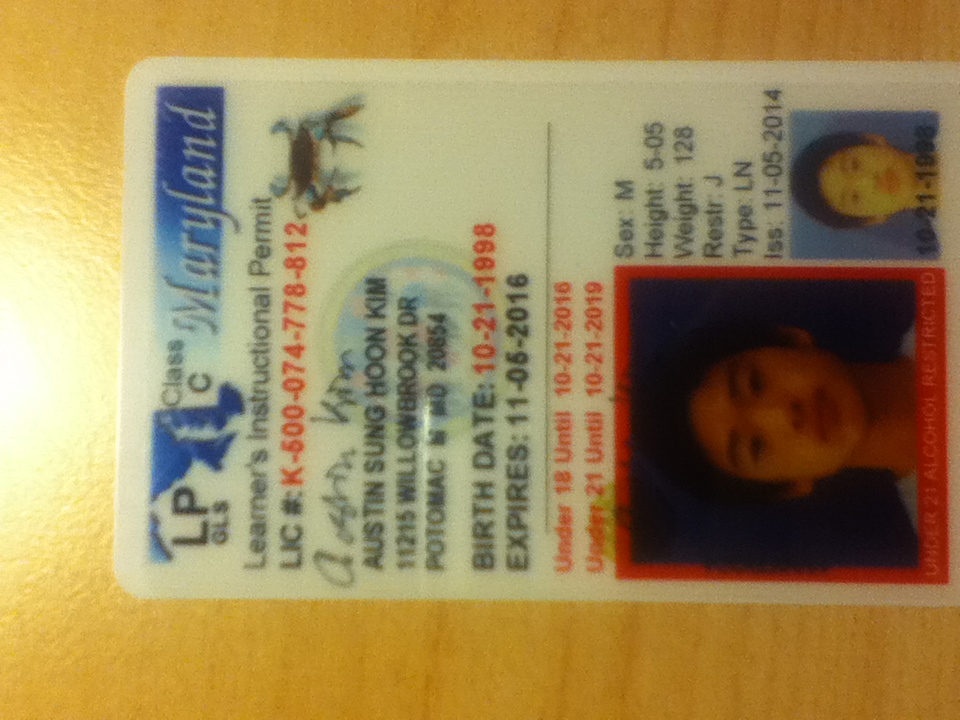 LP
GLS
Class
C
Maryland
Learner's Instructional Permit
LIC #: K-500-074-778-812
Austin Kim
AUSTIN SUNG HOON KIM
11215 WILLOWBROOK DR
POTOMAC M MD 20854
BIRTH DATE: 10-21-1998
EXPIRES: 11-05-2016
Under 18 Until 10-21-2016
Under 21 Until 10-21-2019
Sex: M
Height: 5-05
Weight: 128
Restr: J
Type: LN
Iss: 11-05-2014
10-21-1998
UNDER 21 ALCOHOL RESTRICTED